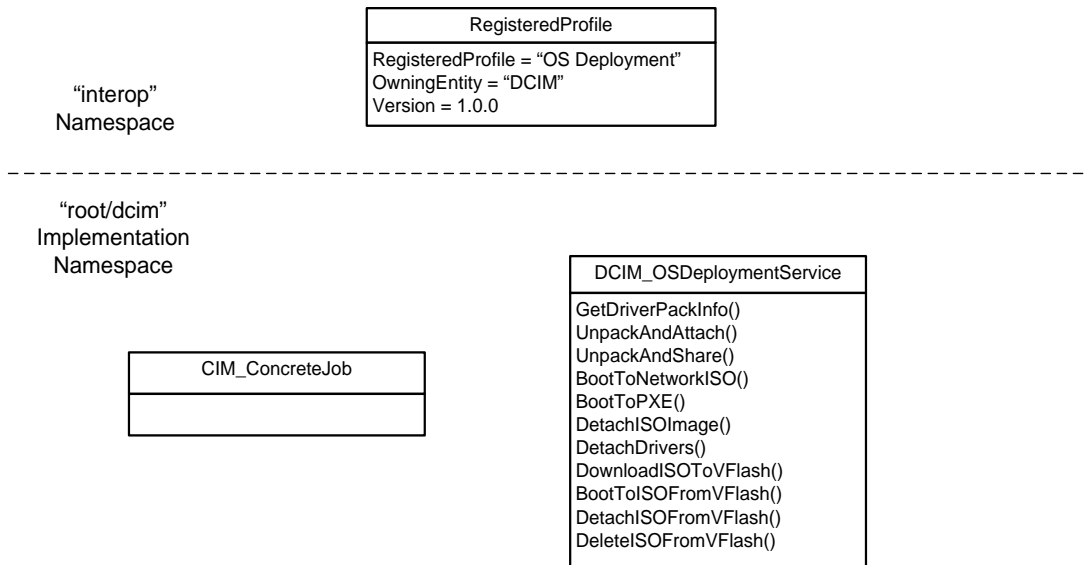 RegisteredProfile
RegisteredProfile = “OS Deployment”
OwningEntity = “DCIM”
Version = 1.0.0
“interop”
Namespace
“root/dcim”
Implementation
Namespace
CIM_ConcreteJob
DCIM_OSDeploymentService
GetDriverPackInfo()
UnpackAndAttach()
UnpackAndShare()
BootToNetworkISO()
BootToPXE()
DetachISOImage()
DetachDrivers()
DownloadISOToVFlash()
BootToISOFromVFlash()
DetachISOFromVFlash()
DeleteISOFromVFlash()